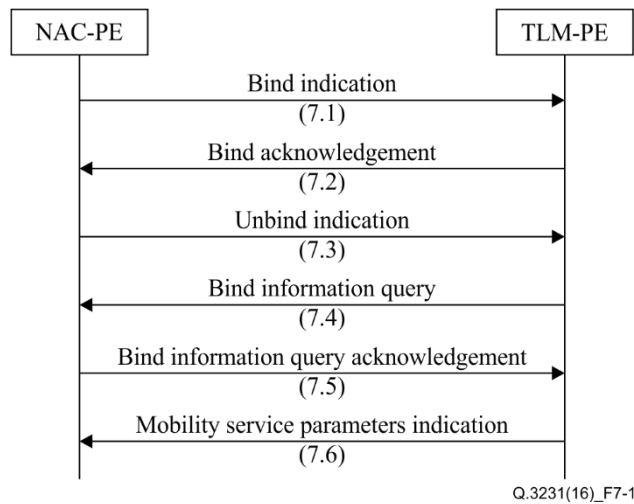 NAC-PE TLM-PE
Bind indication
(7.1)
Bind acknowledgement
(7.2)
Unbind indication
(7.3)
Bind information query
(7.4)
Bind information query acknowledgement
(7.5)
Mobility service parameters indication
(7.6)
Q.3231(16)_F7-1